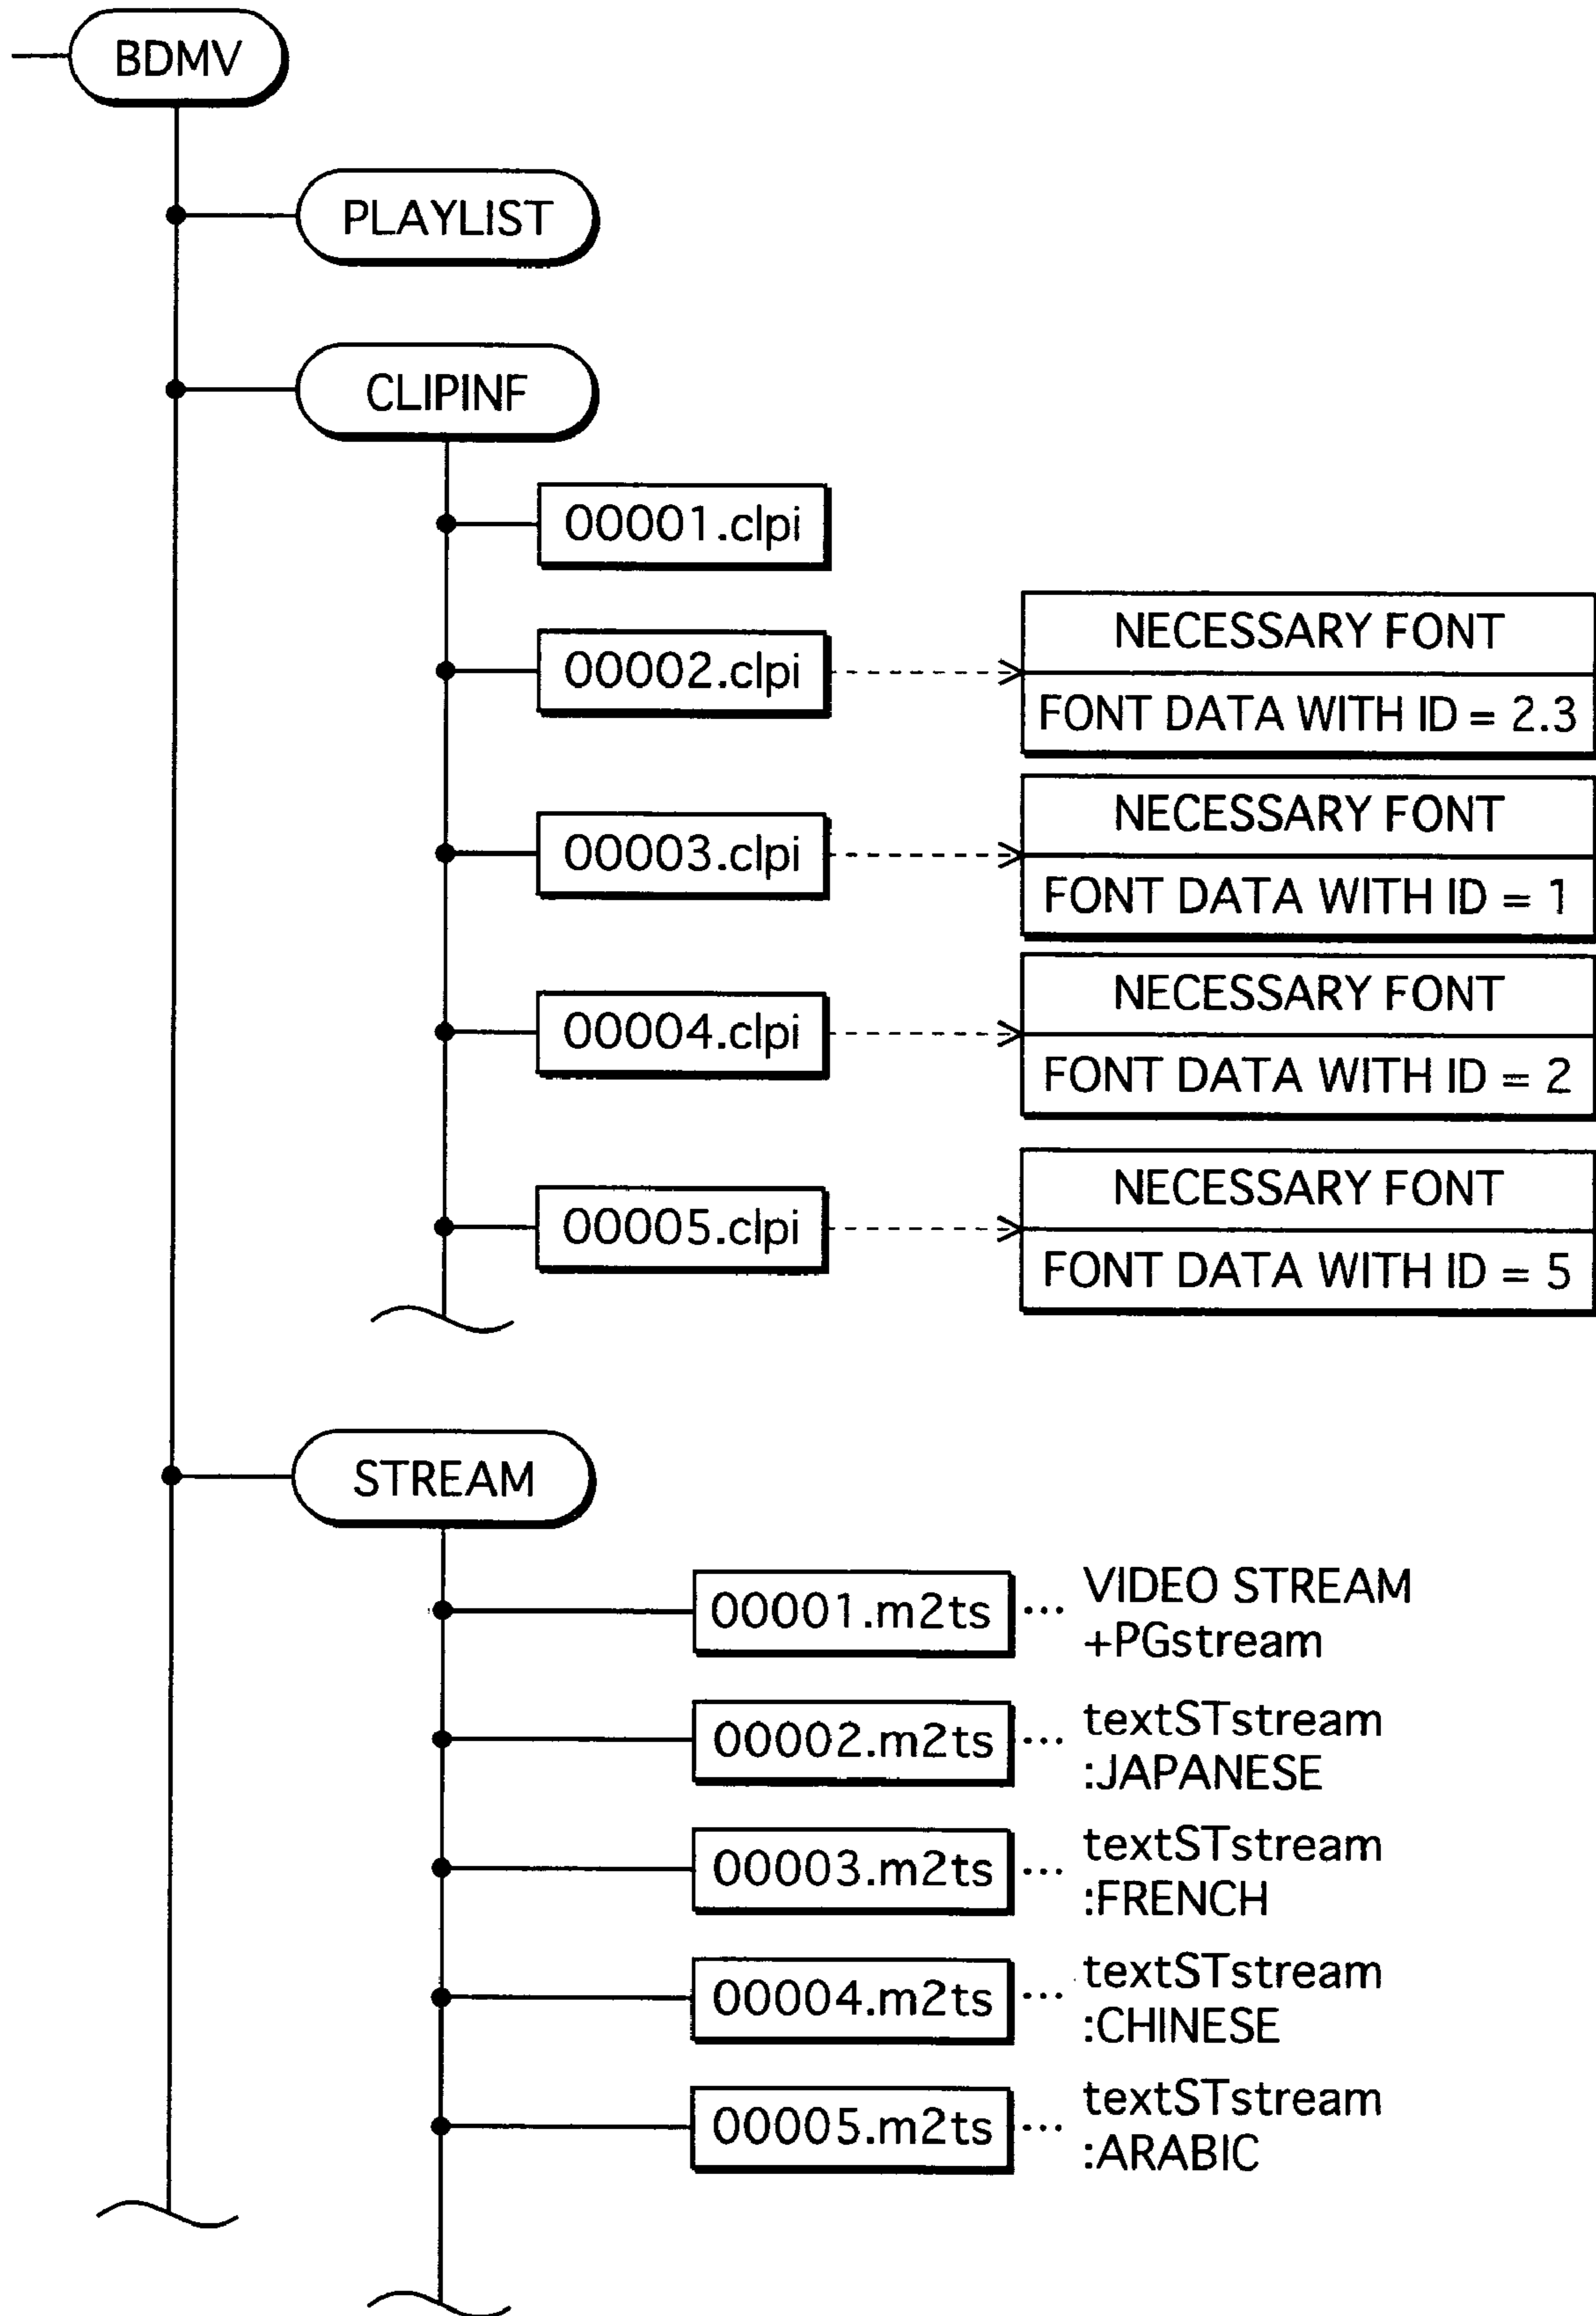 BDMV
PLAYLIST
CLIPINF
00001.clpi
00002.clpi
NECESSARY FONT
FONT DATA WITH ID = 2.3
00003.clpi
NECESSARY FONT
FONT DATA WITH ID = 1
00004.clpi
NECESSARY FONT
FONT DATA WITH ID = 2
00005.clpi
NECESSARY FONT
FONT DATA WITH ID = 5
STREAM
00001.m2ts ... VIDEO STREAM
+PGstream
00002.m2ts ... textSTstream
:JAPANESE
00003.m2ts ... textSTstream
:FRENCH
00004.m2ts ... textSTstream
:CHINESE
00005.m2ts ... textSTstream
:ARABIC